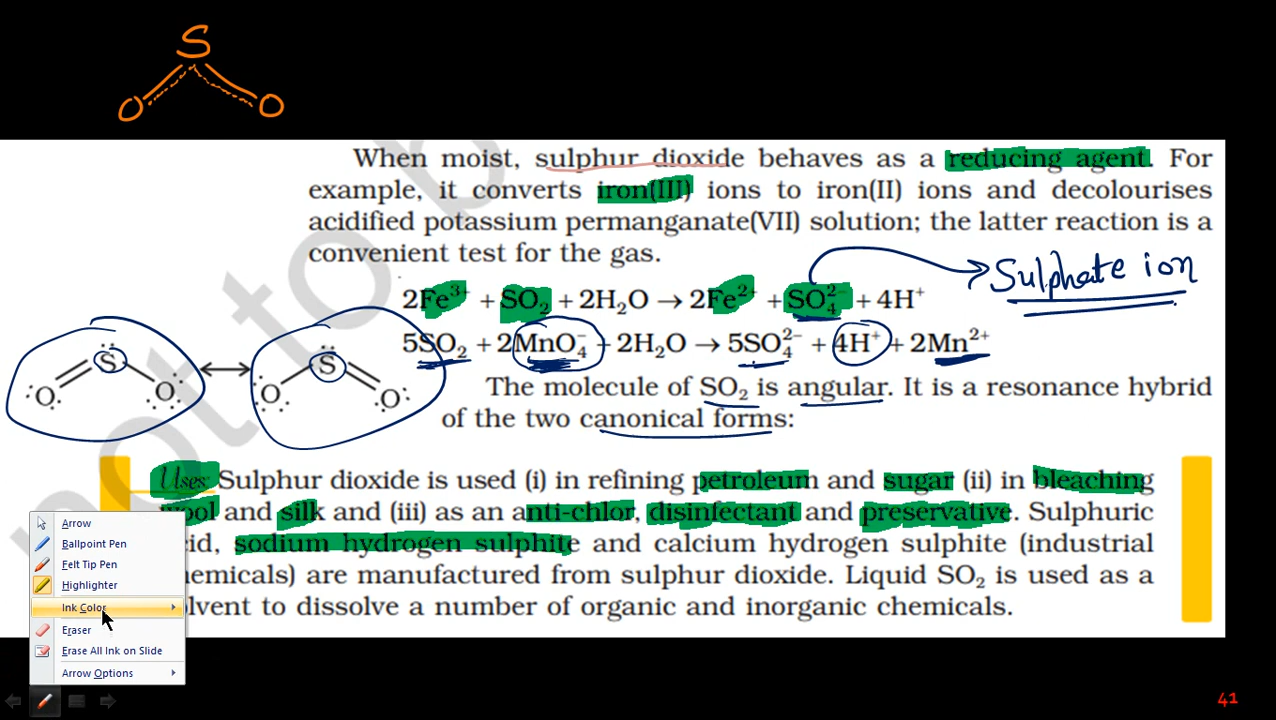 S
O O
When moist, sulphur dioxide behaves as a reducing agent. For
example, it converts iron(III) ions to iron(II) ions and decolourises
acidified potassium permanganate(VII) solution; the latter reaction is a
convenient test for the gas.
2Fe³⁺ + SO₂ + 2H₂O → 2Fe²⁺ + SO₄²⁻ + 4H⁺
Sulphate ion
5SO₂ + 2MnO₄⁻ + 2H₂O → 5SO₄²⁻ + 4H⁺ + 2Mn²⁺
S S
O O O O
The molecule of SO₂ is angular. It is a resonance hybrid
of the two canonical forms:
Uses: Sulphur dioxide is used (i) in refining petroleum and sugar (ii) in bleaching
wool and silk and (iii) as an anti-chlor, disinfectant and preservative. Sulphuric
cid, sodium hydrogen sulphite and calcium hydrogen sulphite (industrial
hemicals) are manufactured from sulphur dioxide. Liquid SO₂ is used as a
lvent to dissolve a number of organic and inorganic chemicals.
Arrow
Ballpoint Pen
Felt Tip Pen
Highlighter
Ink Color
Eraser
Erase All Ink on Slide
Arrow Options
41